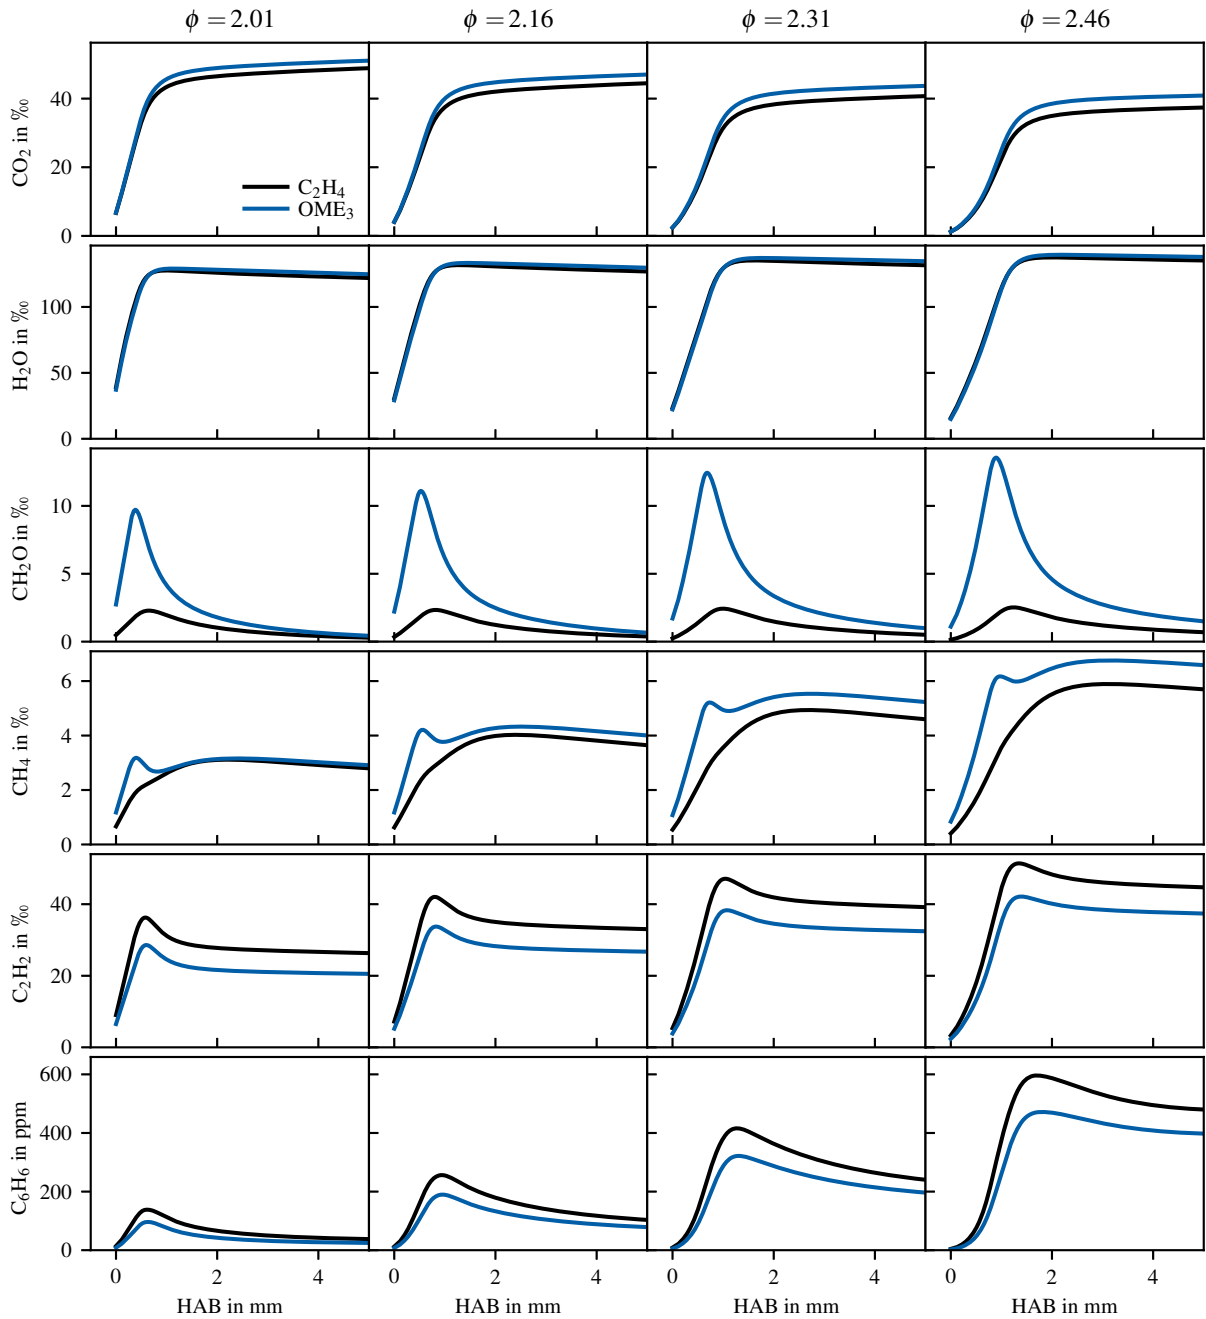 ϕ = 2.01 ϕ = 2.16 ϕ = 2.31 ϕ = 2.46
CO₂ in ‰
40
20
0
C₂H₄
OME₃
H₂O in ‰
100
50
0
CH₂O in ‰
10
5
0
CH₄ in ‰
6
4
2
0
C₂H₂ in ‰
40
20
0
C₆H₆ in ppm
600
400
200
0
0 2 4 0 2 4 0 2 4 0 2 4
HAB in mm HAB in mm HAB in mm HAB in mm